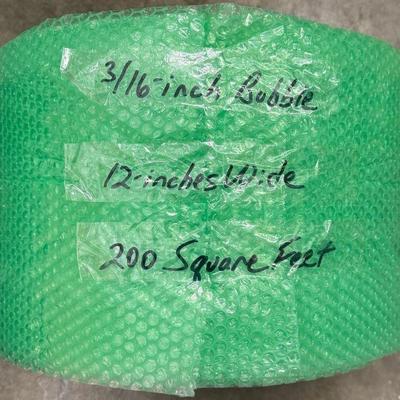 3/16-inch Bubble
12-inches Wide
200 Square Feet